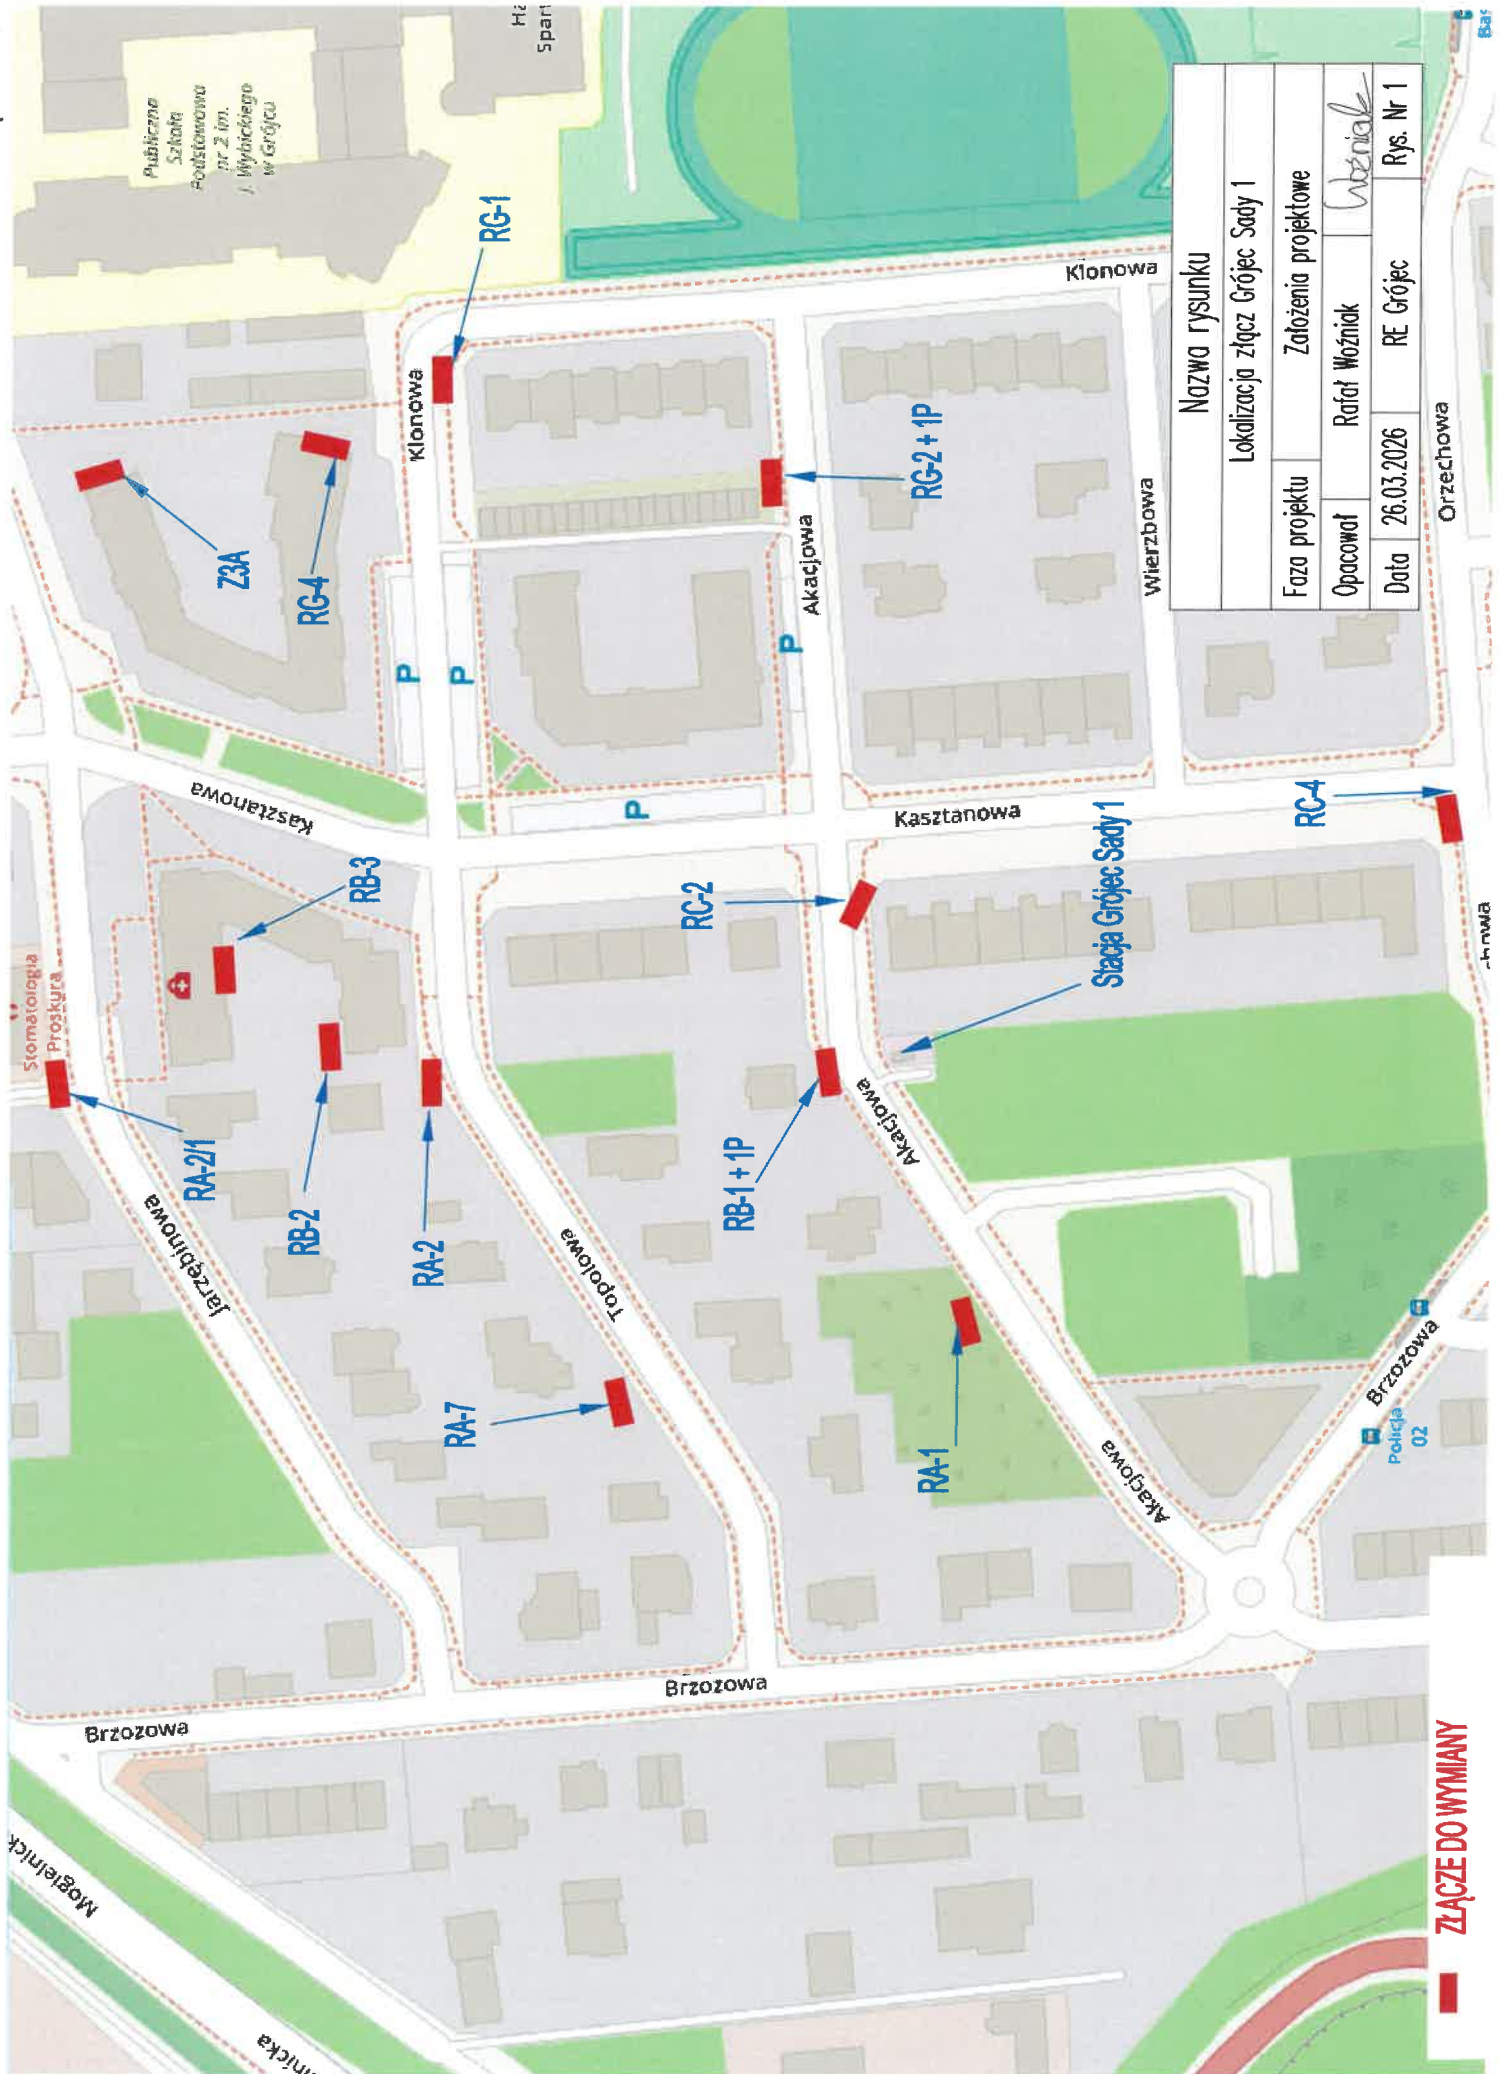 Publiczna
Szkoła
Podstawowa
nr 2 im.
J. Wybickiego
w Grójcu
RG-1
Klonowa
Klonowa
Z3A
RG-4
P
P
P
P
RG-2 + 1P
Akacjowa
Wierzbowa
Orzechowa
Kasztanowa
Kasztanowa
RB-3
RC-2
RC-4
Stacja Grójec Sady 1
Stomatologia
Proskura
RA-2/1
RB-2
RA-2
Jarzębinowa
Topolowa
RB-1 + 1P
Akacjowa
RA-7
RA-1
Akacjowa
Brzozowa
Policja
02
Brzozowa
Brzozowa
Nazwa rysunku
Lokalizacja złącz Grójec Sady 1
Faza projektu Założenia projektowe
Opracował Rafał Woźniak Woźniak
Data 26.03.2026 RE Grójec Rys. Nr 1
ZŁĄCZE DO WYMIANY